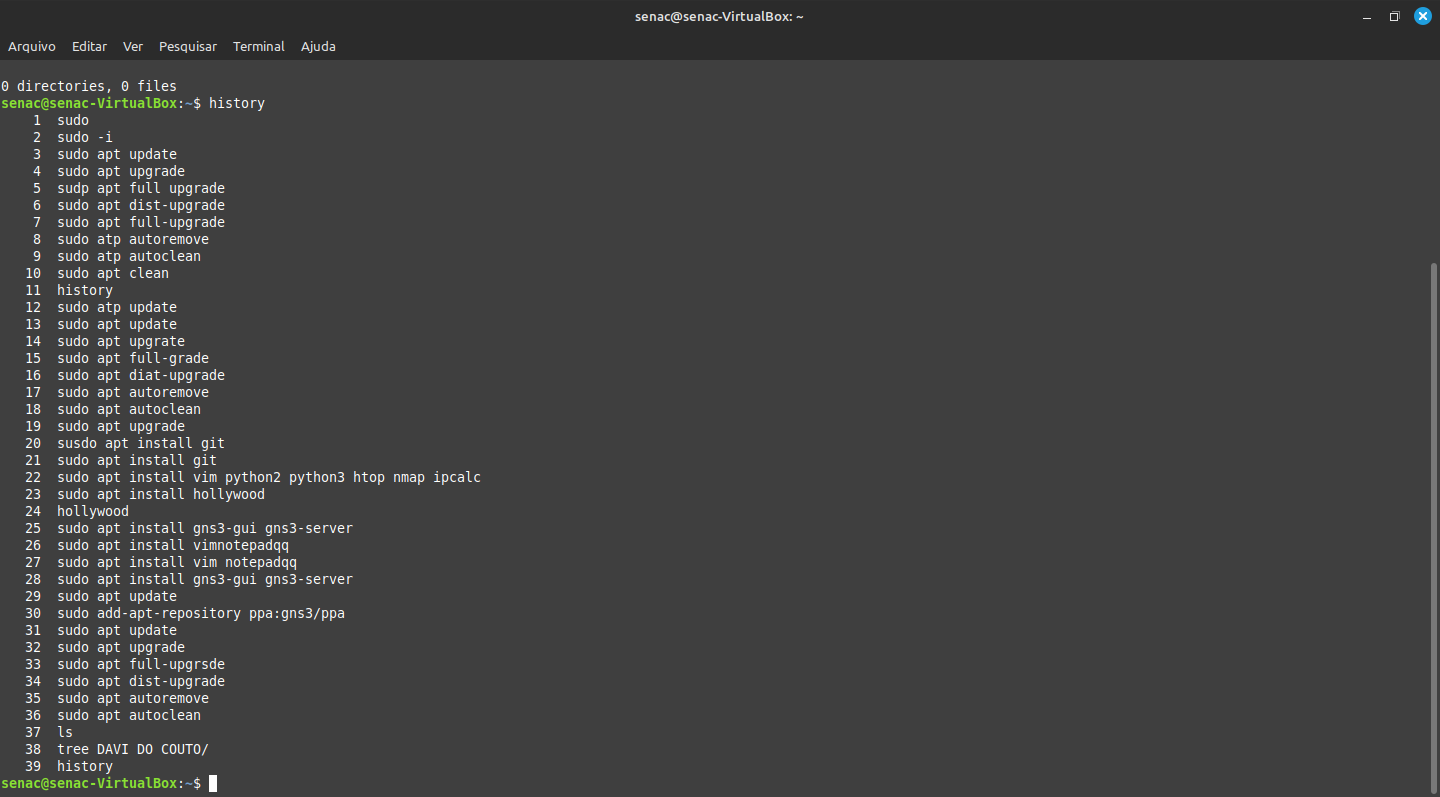 senac@senac-VirtualBox: ~
Arquivo Editar Ver Pesquisar Terminal Ajuda
0 directories, 0 files
senac@senac-VirtualBox:~$ history
1 sudo
2 sudo -i
3 sudo apt update
4 sudo apt upgrade
5 sudp apt full upgrade
6 sudo apt dist-upgrade
7 sudo apt full-upgrade
8 sudo atp autoremove
9 sudo atp autoclean
10 sudo apt clean
11 history
12 sudo atp update
13 sudo apt update
14 sudo apt upgrate
15 sudo apt full-grade
16 sudo apt diat-upgrade
17 sudo apt autoremove
18 sudo apt autoclean
19 sudo apt upgrade
20 susdo apt install git
21 sudo apt install git
22 sudo apt install vim python2 python3 htop nmap ipcalc
23 sudo apt install hollywood
24 hollywood
25 sudo apt install gns3-gui gns3-server
26 sudo apt install vimnotepadqq
27 sudo apt install vim notepadqq
28 sudo apt install gns3-gui gns3-server
29 sudo apt update
30 sudo add-apt-repository ppa:gns3/ppa
31 sudo apt update
32 sudo apt upgrade
33 sudo apt full-upgrsde
34 sudo apt dist-upgrade
35 sudo apt autoremove
36 sudo apt autoclean
37 ls
38 tree DAVI DO COUTO/
39 history
senac@senac-VirtualBox:~$